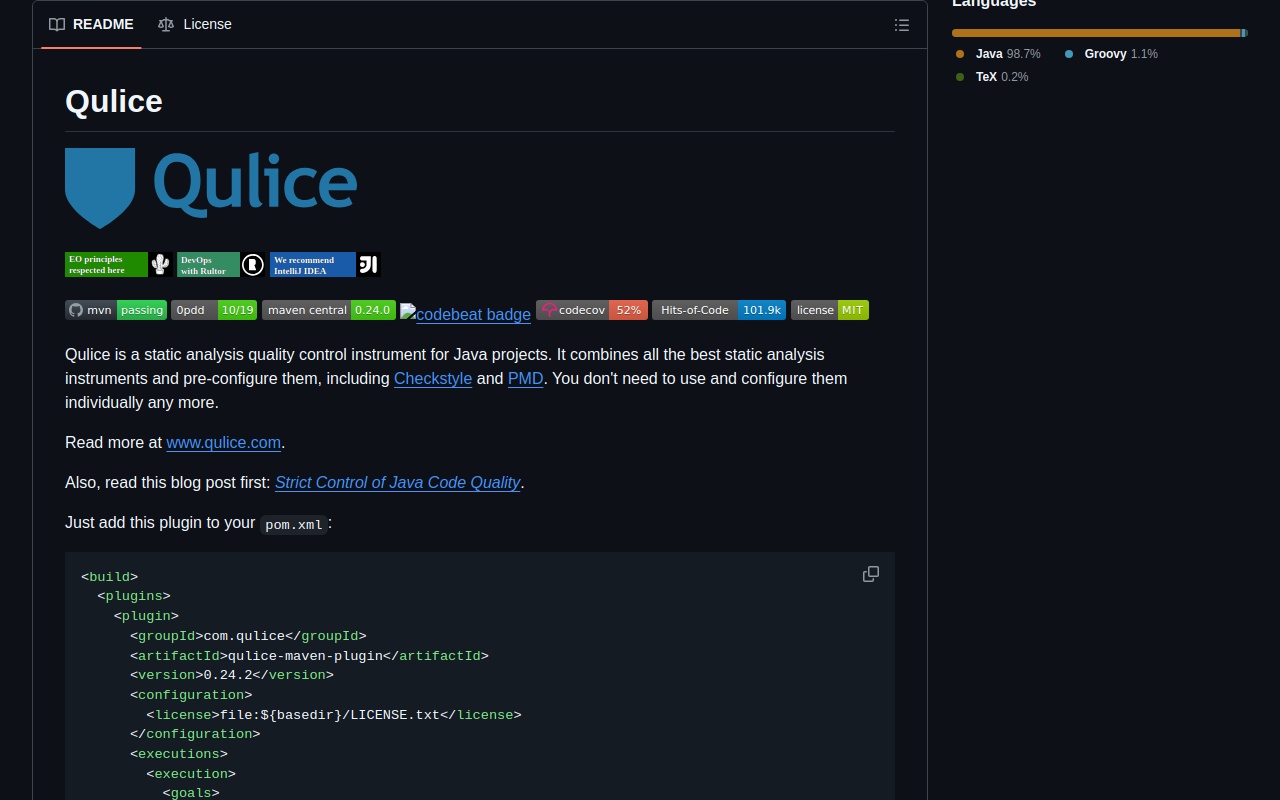 README License
Languages
Java 98.7% Groovy 1.1%
TeX 0.2%
Qulice
Qulice
EO principles
respected here
DevOps
with Rultor
We recommend
IntelliJ IDEA
mvn passing 0pdd 10/19 maven central 0.24.0 codebeat badge codecov 52% Hits-of-Code 101.9k license MIT
Qulice is a static analysis quality control instrument for Java projects. It combines all the best static analysis
instruments and pre-configure them, including Checkstyle and PMD. You don't need to use and configure them
individually any more.
Read more at www.qulice.com.
Also, read this blog post first: Strict Control of Java Code Quality.
Just add this plugin to your pom.xml:
<build>
<plugins>
<plugin>
<groupId>com.qulice</groupId>
<artifactId>qulice-maven-plugin</artifactId>
<version>0.24.2</version>
<configuration>
<license>file:${basedir}/LICENSE.txt</license>
</configuration>
<executions>
<execution>
<goals>